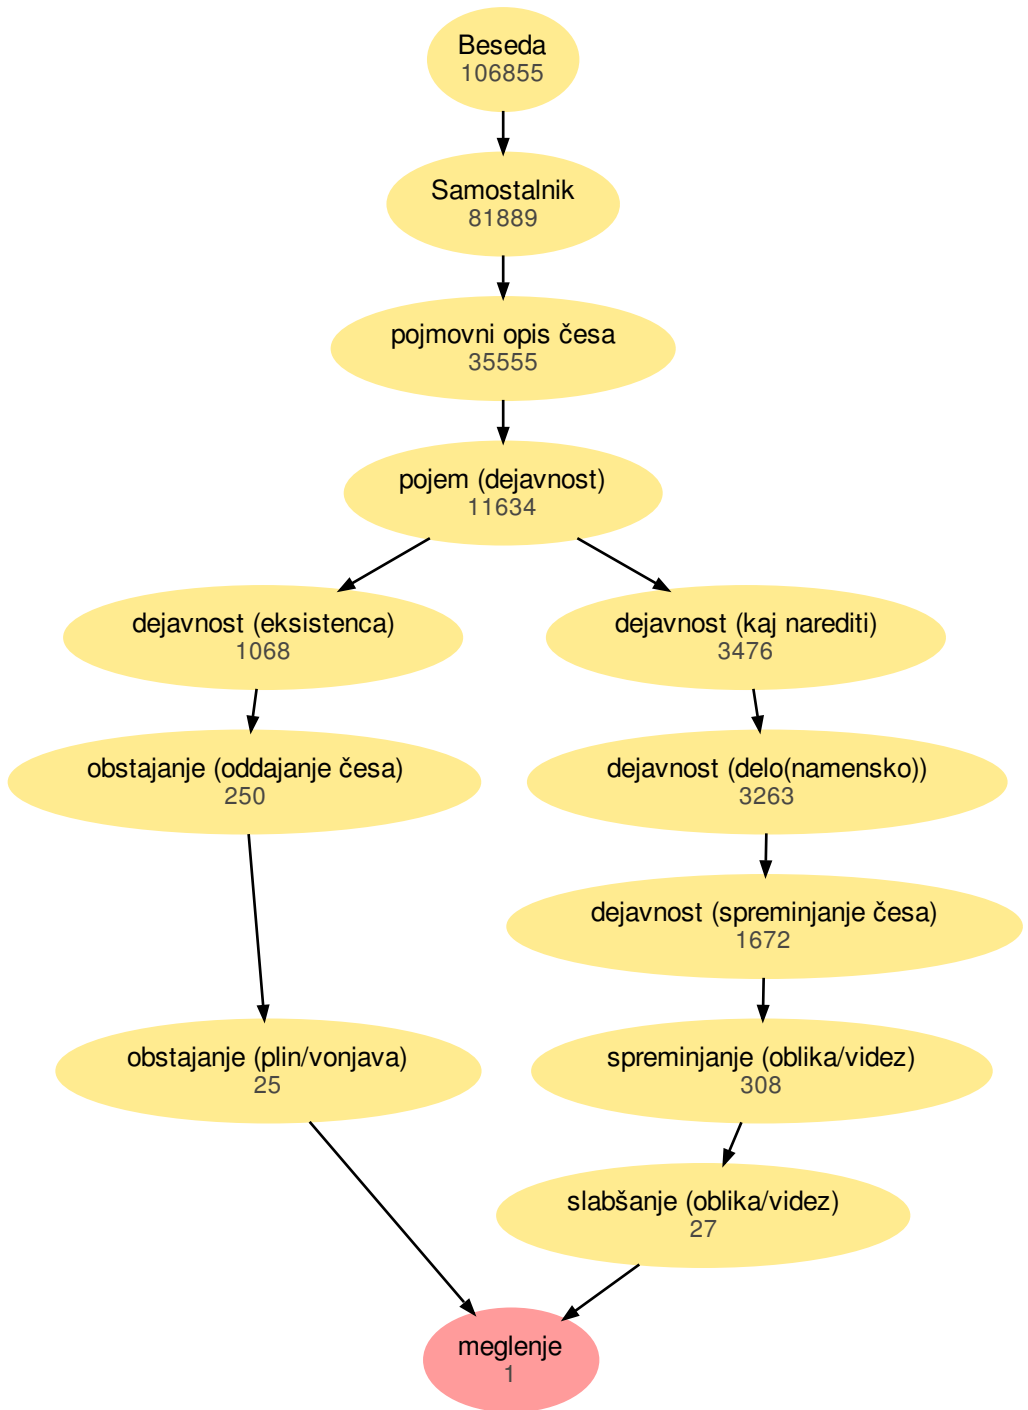 Beseda
106855
Samostalnik
81889
pojmovni opis česa
35555
pojem (dejavnost)
11634
dejavnost (eksistenca)
1068
dejavnost (kaj narediti)
3476
obstajanje (oddajanje česa)
250
dejavnost (delo(namensko))
3263
dejavnost (spreminjanje česa)
1672
obstajanje (plin/vonjava)
25
spreminjanje (oblika/videz)
308
slabšanje (oblika/videz)
27
meglenje
1